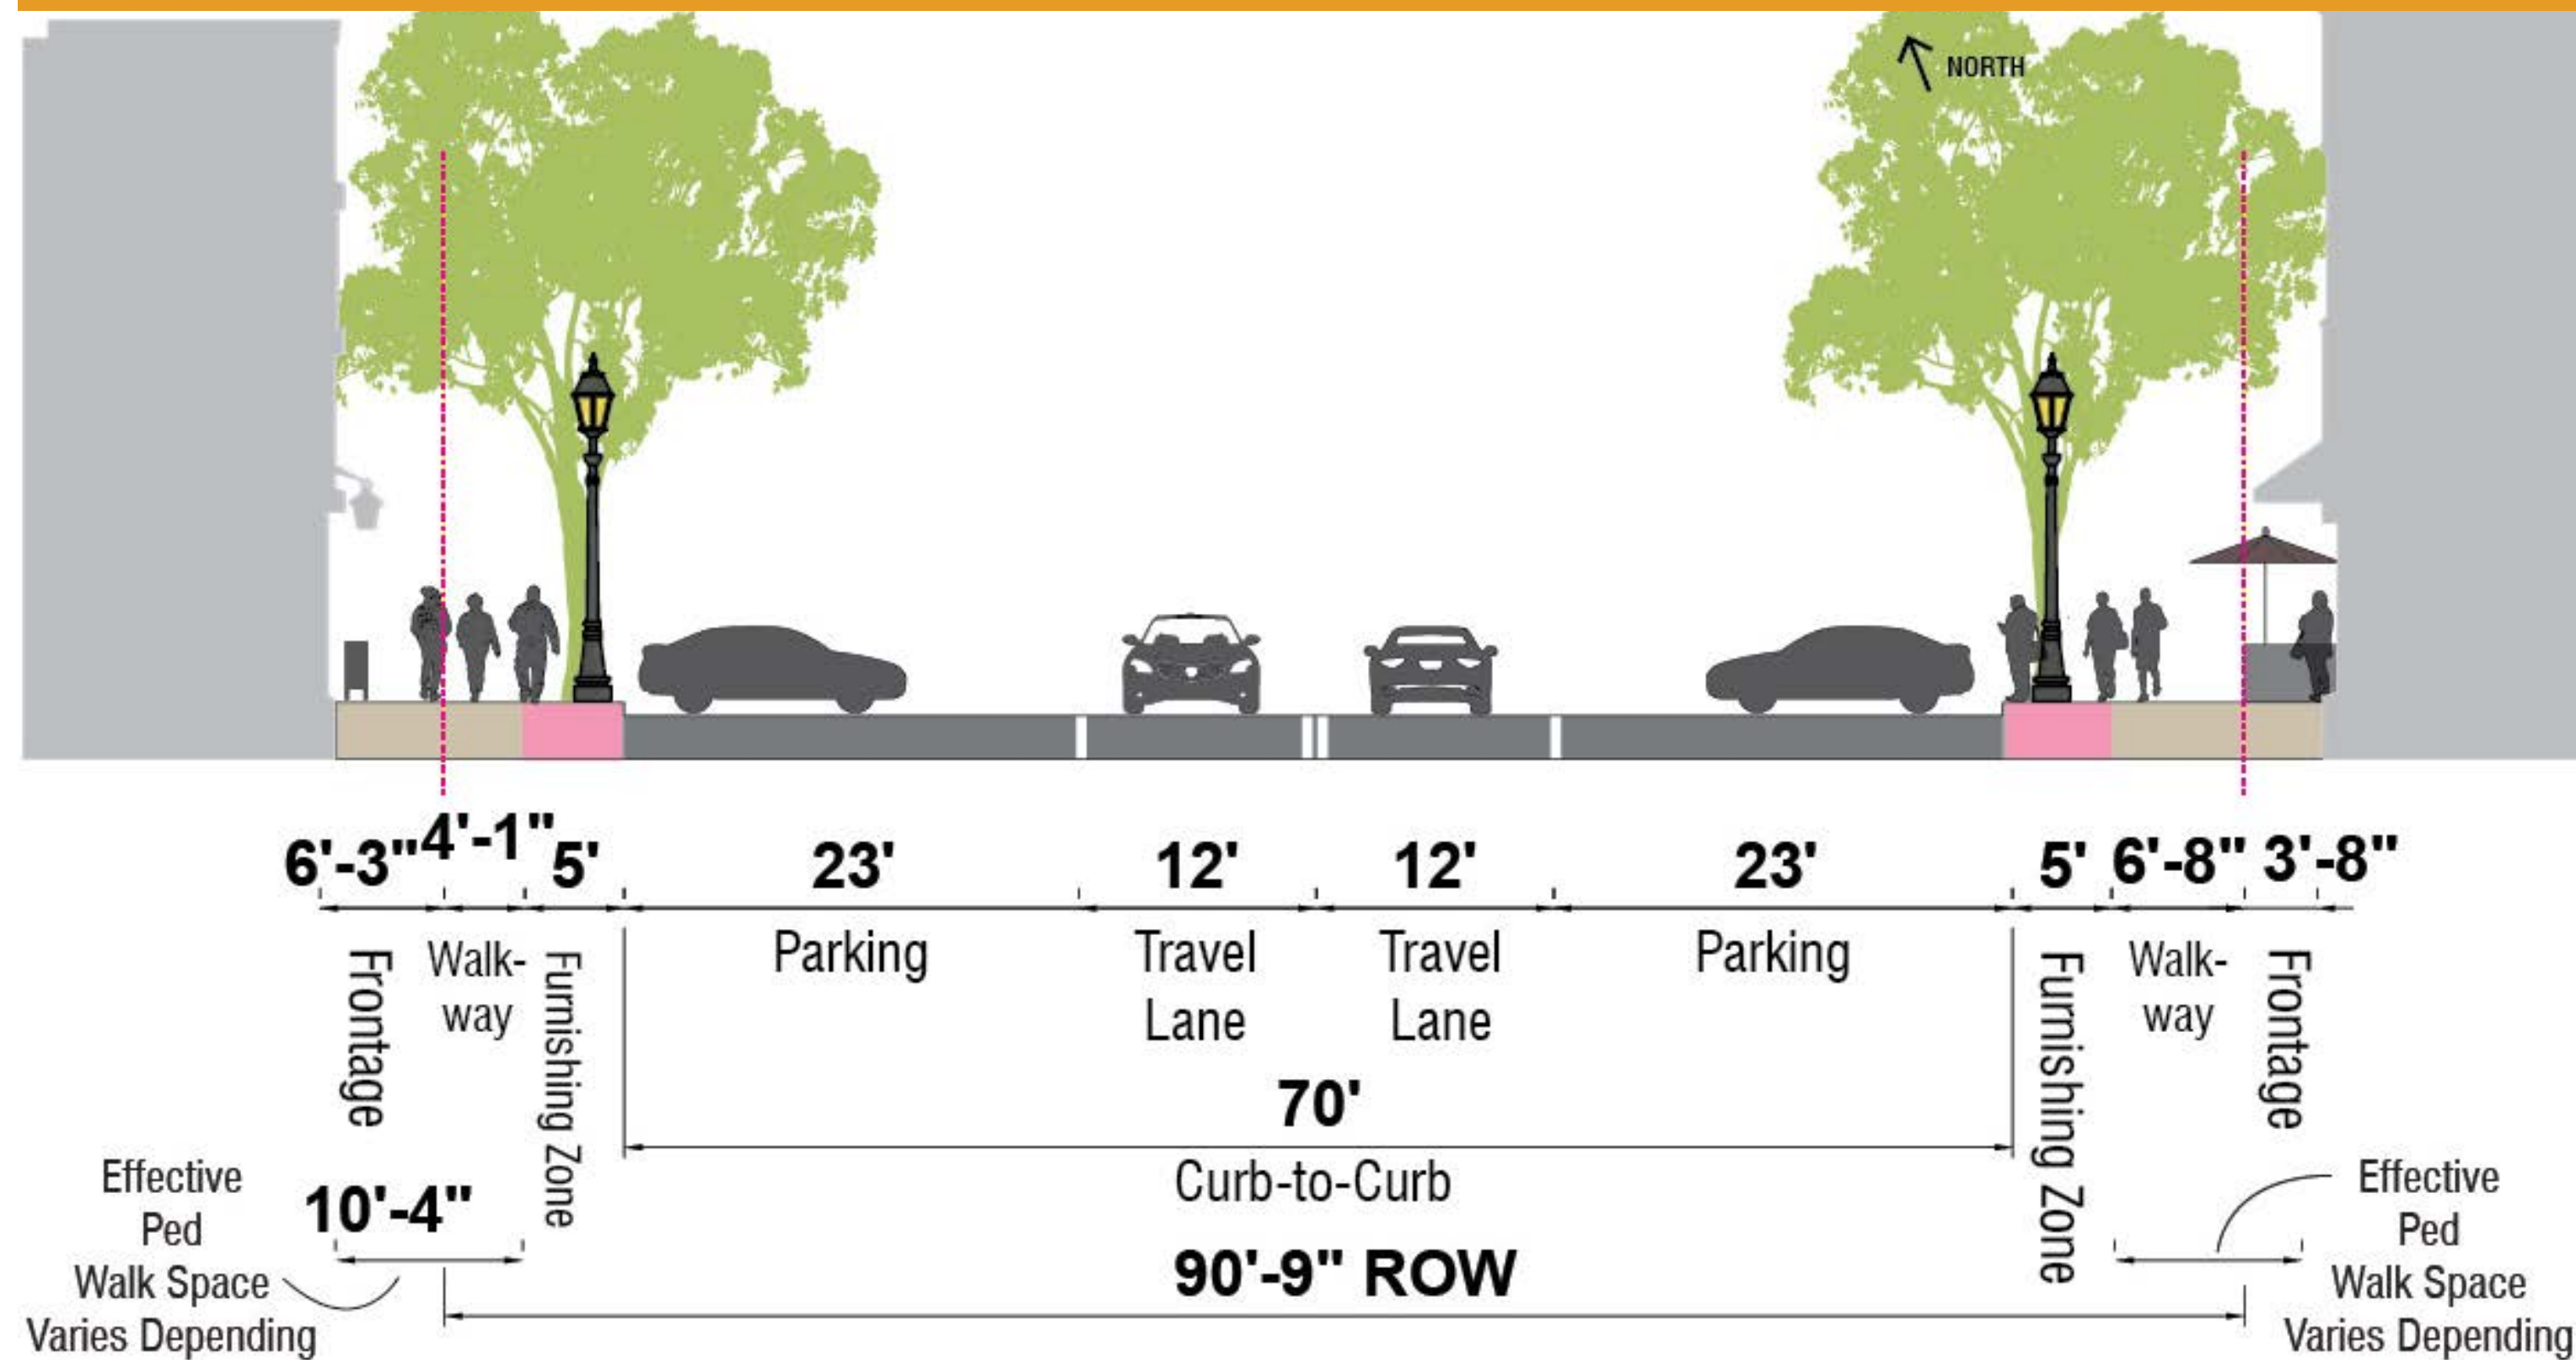 NORTH
6'-3" 4'-1" 5' 23' 12' 12' 23' 5' 6'-8" 3'-8"
Frontage
Walk-
way
Furnishing Zone
Parking
Travel
Lane
Travel
Lane
Parking
Furnishing Zone
Walk-
way
Frontage
70'
Curb-to-Curb
90'-9" ROW
Effective
Ped
Walk Space
Varies Depending
10'-4"
Effective
Ped
Walk Space
Varies Depending